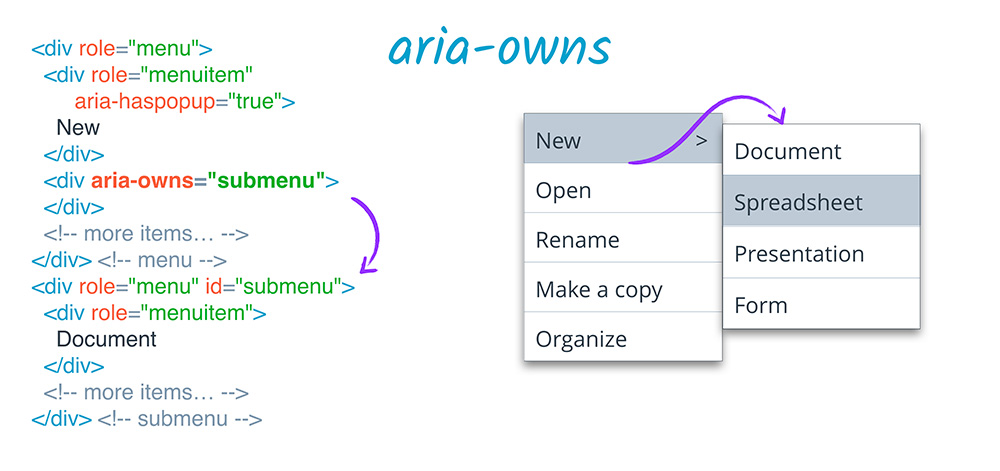 aria-owns
<div role="menu">
<div role="menuitem"
aria-haspopup="true">
New
</div>
<div aria-owns="submenu">
</div>
<!-- more items… -->
</div> <!-- menu -->
<div role="menu" id="submenu">
<div role="menuitem">
Document
</div>
<!-- more items… -->
</div> <!-- submenu -->
New >
Open
Rename
Make a copy
Organize
Document
Spreadsheet
Presentation
Form